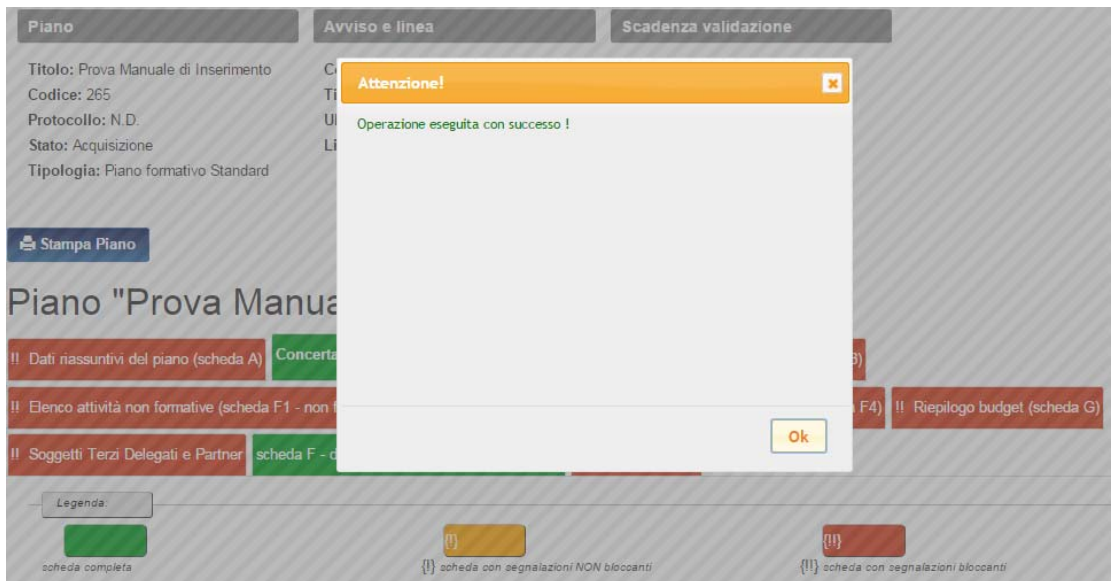 Piano
Avviso e linea
Scadenza validazione
Titolo: Prova Manuale di Inserimento
Codice: 265
Protocollo: N.D.
Stato: Acquisizione
Tipologia: Piano formativo Standard
Attenzione!
Operazione eseguita con successo !
Ok
Stampa Piano
Piano "Prova
!! Dati riassuntivi del piano (scheda A)
!! Elenco attività non formative (scheda F1 - non
F4)
!! Riepilogo budget (scheda G)
!! Soggetti Terzi Delegati e Partner
scheda F -
Legenda:
{!}
{!!}
scheda completa
{!} scheda con segnalazioni NON bloccanti
{!!} scheda con segnalazioni bloccanti